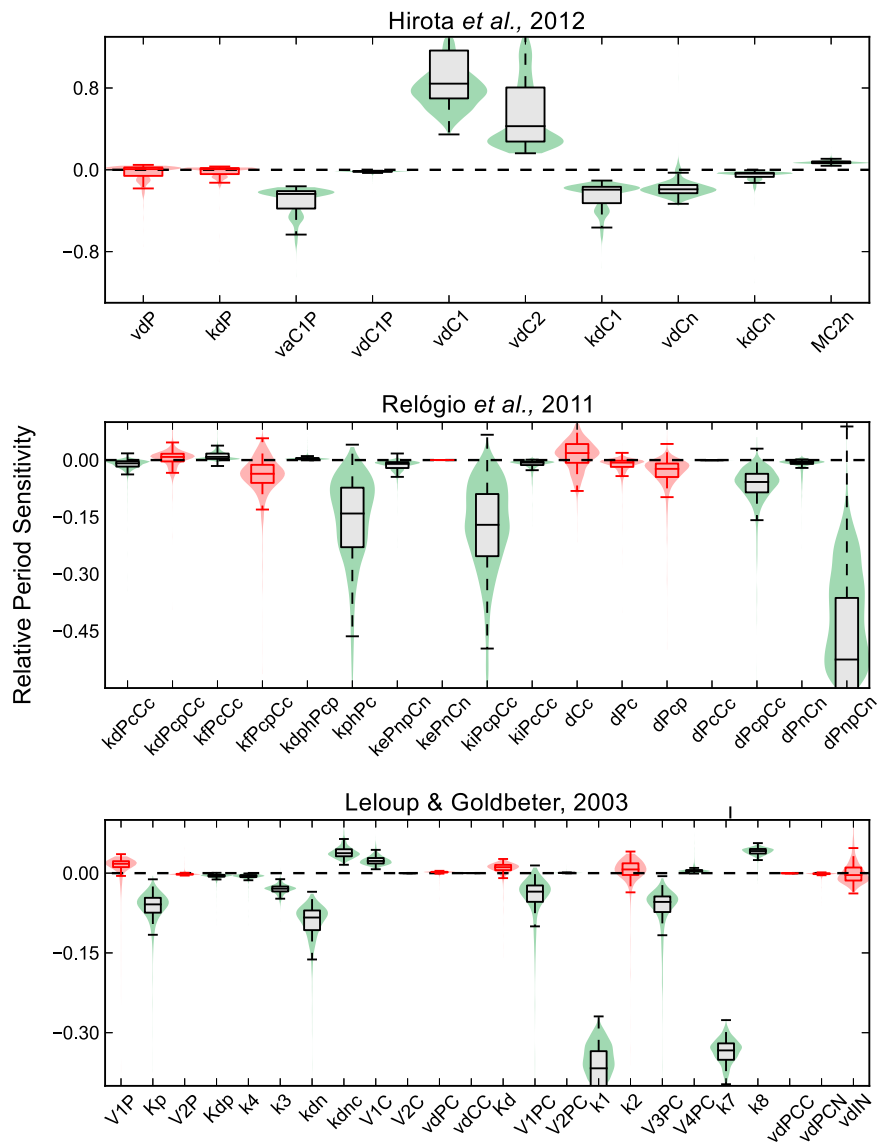 Hirota et al., 2012
0.8
0.0
−0.8
vdP kdP vaC1P vdC1P vdC1 vdC2 kdC1 vdCn kdCn MC2n
Relative Period Sensitivity
Relógio et al., 2011
0.00
−0.15
−0.30
−0.45
kdPcCc kdPcpCc kfPcCc kfPcpCc kdphPcp kphPc kePnpCn kePnCn kiPcpCc kiPcCc dCc dPc dPcp dPcCc dPcpCc dPnCn dPnpCn
Leloup & Goldbeter, 2003
0.00
−0.15
−0.30
V1P Kp V2P Kdp k4 k3 kdn kdnc V1C V2C vdPC vdCC Kd V1PC V2PC k1 k2 V3PC V4PC k7 k8 vdPCC vdPCN vdIN